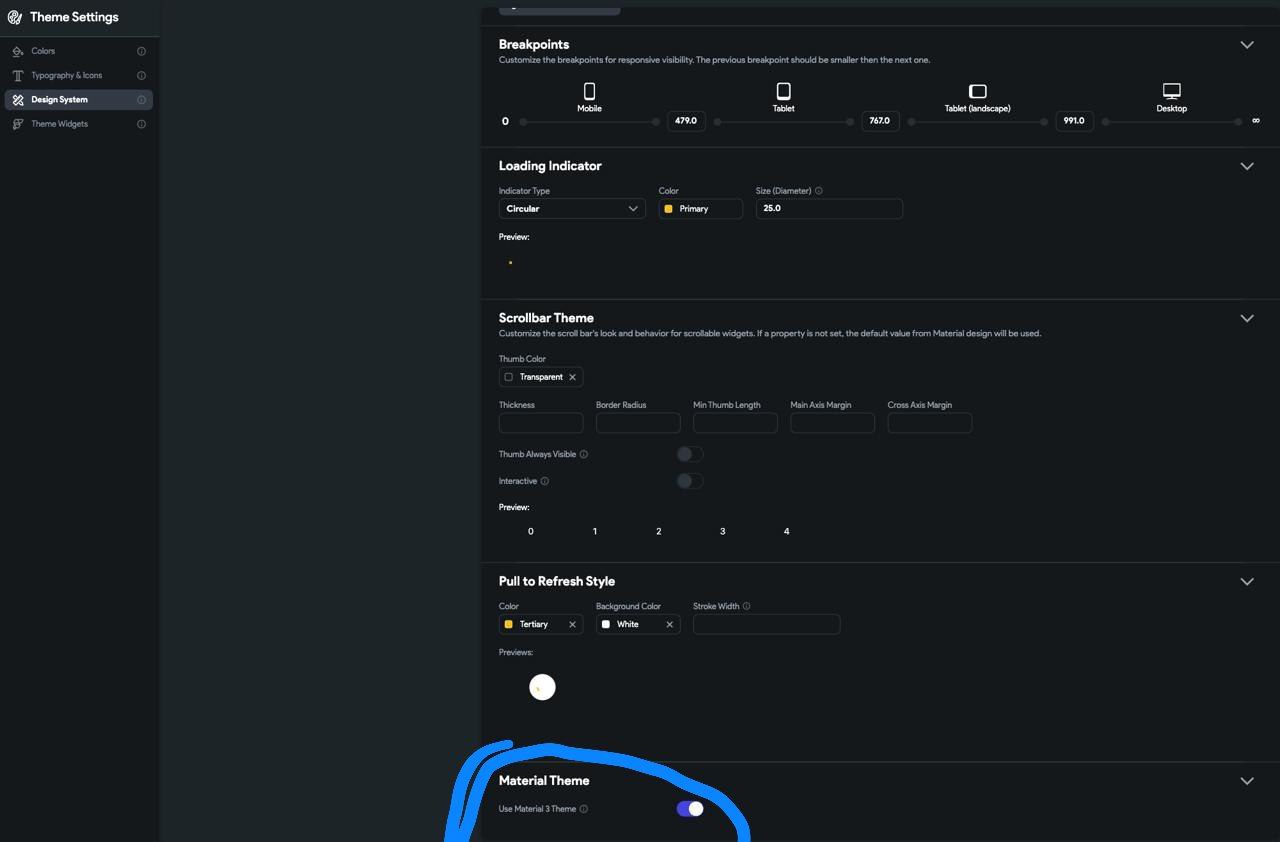 Theme Settings
Colors
Typography & Icons
Design System
Theme Widgets
Breakpoints
Customize the breakpoints for responsive visibility. The previous breakpoint should be smaller then the next one.
Mobile
Tablet
Tablet (landscape)
Desktop
0
479.0
767.0
991.0
∞
Loading Indicator
Indicator Type
Color
Size (Diameter)
Circular
Primary
25.0
Preview:
Scrollbar Theme
Customize the scroll bar's look and behavior for scrollable widgets. If a property is not set, the default value from Material design will be used.
Thumb Color
Transparent
Thickness
Border Radius
Min Thumb Length
Main Axis Margin
Cross Axis Margin
Thumb Always Visible
Interactive
Preview:
0 1 2 3 4
Pull to Refresh Style
Color
Background Color
Stroke Width
Tertiary
White
Previews:
Material Theme
Use Material 3 Theme